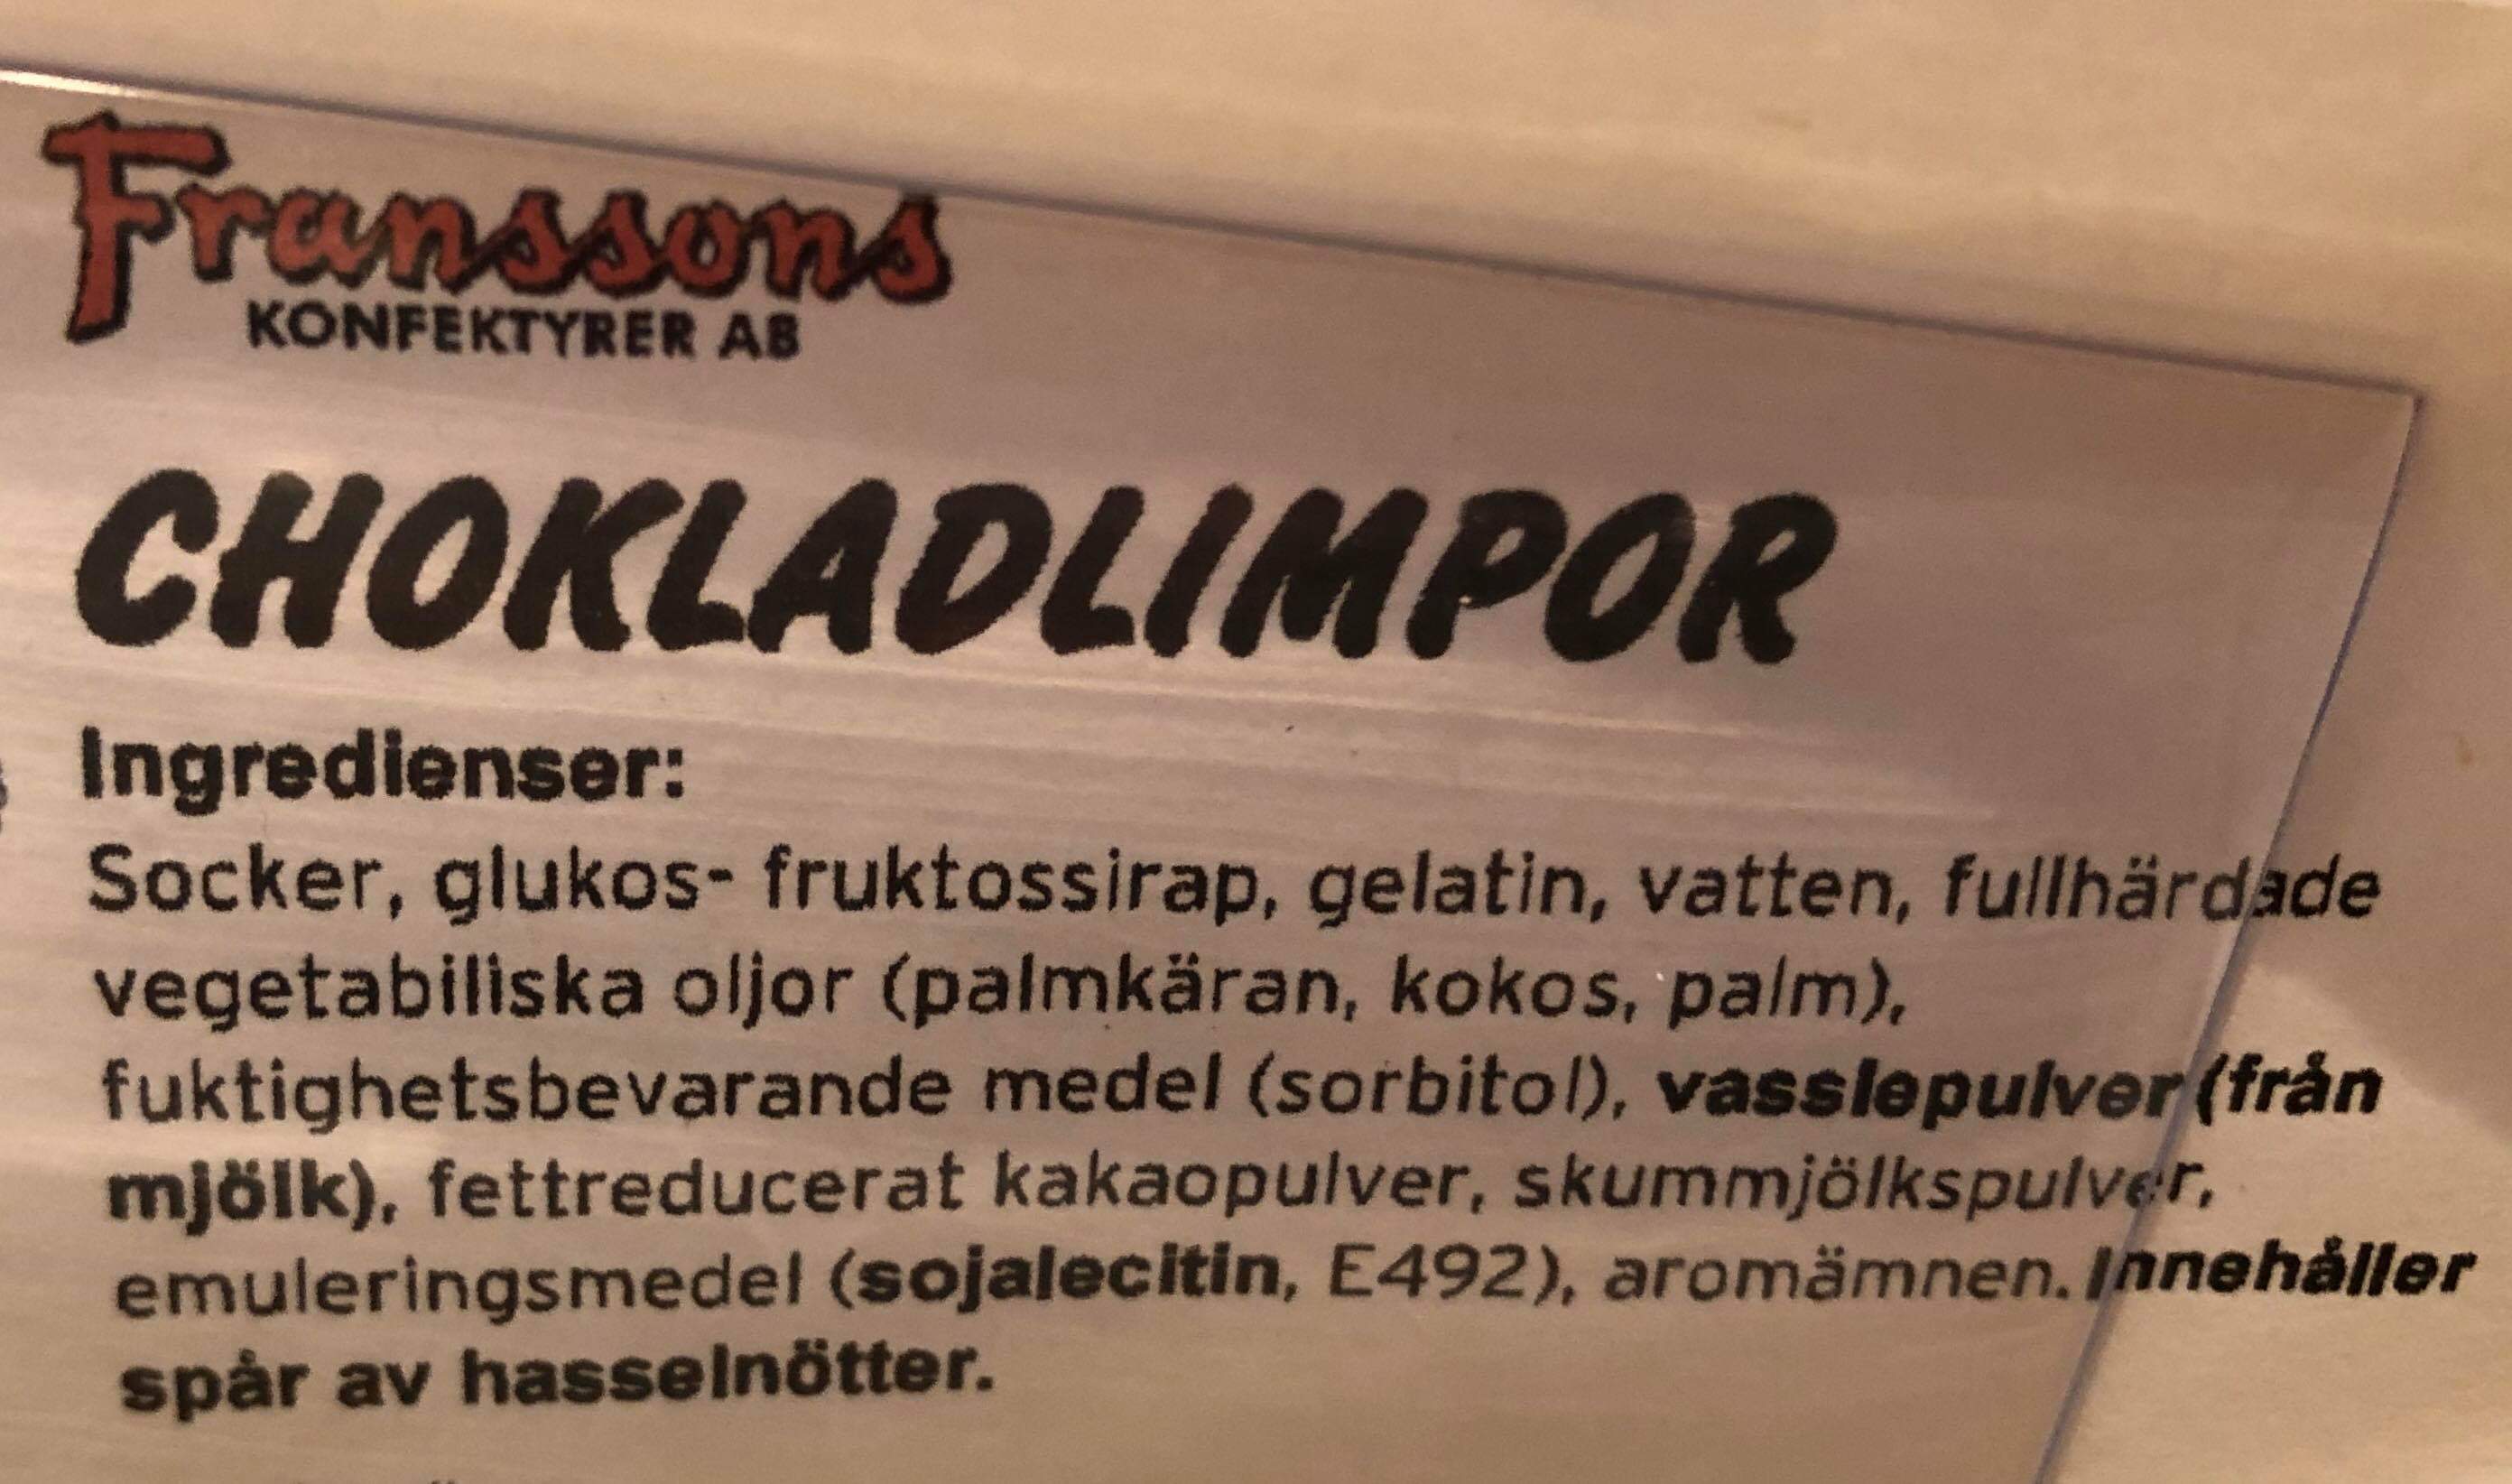 Franssons
KONFEKTYRER AB
CHOKLADLIMPOR
Ingredienser:
Socker, glukos- fruktossirap, gelatin, vatten, fullhärdade
vegetabiliska oljor (palmkäran, kokos, palm),
fuktighetsbevarande medel (sorbitol), vasslepulver (från
mjölk), fettreducerat kakaopulver, skummjölkspulver,
emuleringsmedel (sojalecitin, E492), aromämnen. Innehåller
spår av hasselnötter.